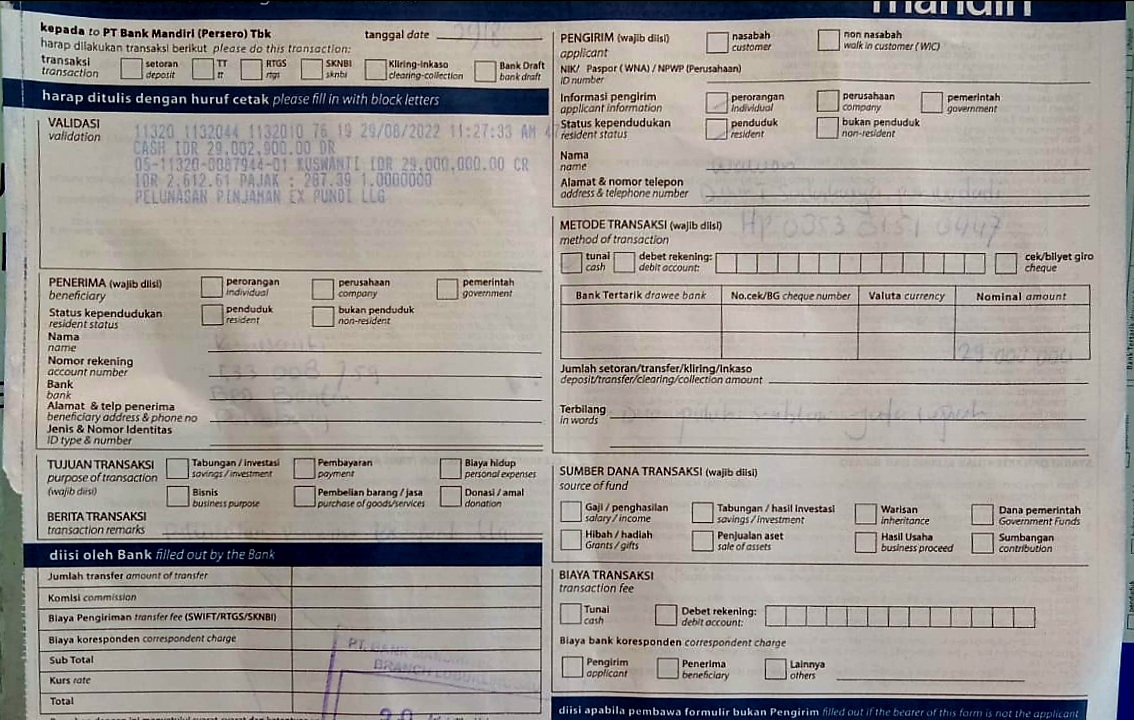 mandiri
kepada to PT Bank Mandiri (Persero) Tbk
tanggal date 29/8
harap dilakukan transaksi berikut please do this transaction:
transaksi
transaction
setoran
deposit
TT
tt
RTGS
rtgs
SKNBI
sknbi
Kliring-Inkaso
clearing-collection
Bank Draft
bank draft
harap ditulis dengan huruf cetak please fill in with block letters
VALIDASI
validation
11320 1132044 1132010 76 19 29/08/2022 11:27:33 AM
CASH IDR 29,002,900.00 DR
05-11320-0087944-01 KUSWANTI IDR 29,000,000.00 CR
IDR 2,612.61 PAJAK : 287.39 1.0000000
PELUNASAN PINJAMAN EX PUNDI LLG
PENERIMA (wajib diisi)
beneficiary
perorangan
individual
perusahaan
company
pemerintah
government
Status kependudukan
resident status
penduduk
resident
bukan penduduk
non-resident
Nama
name
Nomor rekening
account number
Bank
bank
Alamat & telp penerima
beneficiary address & phone no
Jenis & Nomor Identitas
ID type & number
TUJUAN TRANSAKSI
purpose of transaction
(wajib diisi)
Tabungan / investasi
savings / investment
Pembayaran
payment
Biaya hidup
personal expenses
Bisnis
business purpose
Pembelian barang / jasa
purchase of goods/services
Donasi / amal
donation
BERITA TRANSAKSI
transaction remarks
diisi oleh Bank filled out by the Bank
Jumlah transfer amount of transfer
Komisi commission
Biaya Pengiriman transfer fee (SWIFT/RTGS/SKNBI)
Biaya koresponden correspondent charge
Sub Total
Kurs rate
Total
PT. BANK MANDIRI
BRANCH LUBUKLINGGAU
PENGIRIM (wajib diisi)
applicant
nasabah
customer
non nasabah
walk in customer (WIC)
NIK/ Paspor (WNA) / NPWP (Perusahaan)
ID number
Informasi pengirim
applicant information
perorangan
individual
perusahaan
company
pemerintah
government
Status kependudukan
resident status
penduduk
resident
bukan penduduk
non-resident
Nama
name
Alamat & nomor telepon
address & telephone number
HP
METODE TRANSAKSI (wajib diisi)
method of transaction
tunai
cash
debet rekening:
debit account:
cek/bilyet giro
cheque
Bank Tertarik drawee bank
No.cek/BG cheque number
Valuta currency
Nominal amount
29.000.000
Jumlah setoran/transfer/kliring/inkaso
deposit/transfer/clearing/collection amount
Terbilang
in words
SUMBER DANA TRANSAKSI (wajib diisi)
source of fund
Gaji / penghasilan
salary / income
Tabungan / hasil investasi
savings / investment
Warisan
inheritance
Dana pemerintah
Government Funds
Hibah / hadiah
Grants / gifts
Penjualan aset
sale of assets
Hasil Usaha
business proceed
Sumbangan
contribution
BIAYA TRANSAKSI
transaction fee
Tunai
cash
Debet rekening:
debit account:
Biaya bank koresponden correspondent charge
Pengirim
applicant
Penerima
beneficiary
Lainnya
others
diisi apabila pembawa formulir bukan Pengirim filled out if the bearer of this form is not the applicant